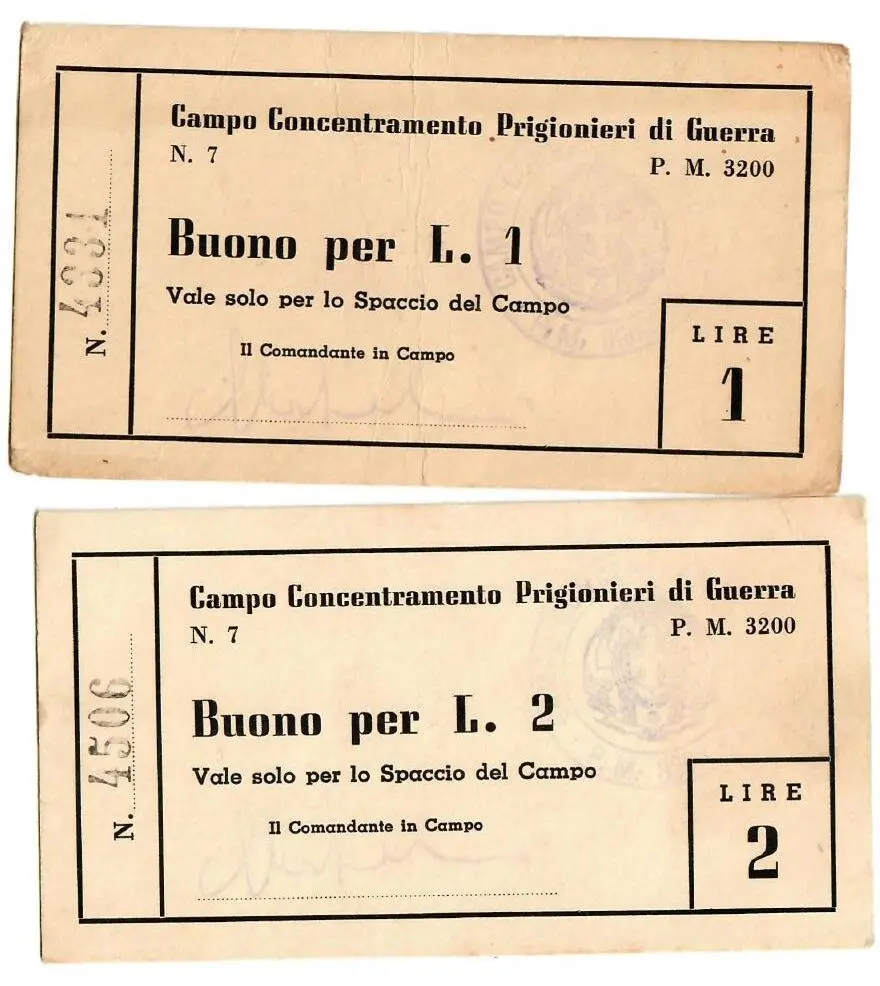 Campo Concentramento Prigionieri di Guerra
N. 7
P. M. 3200
Buono per L. 1
Vale solo per lo Spaccio del Campo
Il Comandante in Campo
LIRE
1
N. 4331
Campo Concentramento Prigionieri di Guerra
N. 7
P. M. 3200
Buono per L. 2
Vale solo per lo Spaccio del Campo
Il Comandante in Campo
LIRE
2
N. 4506